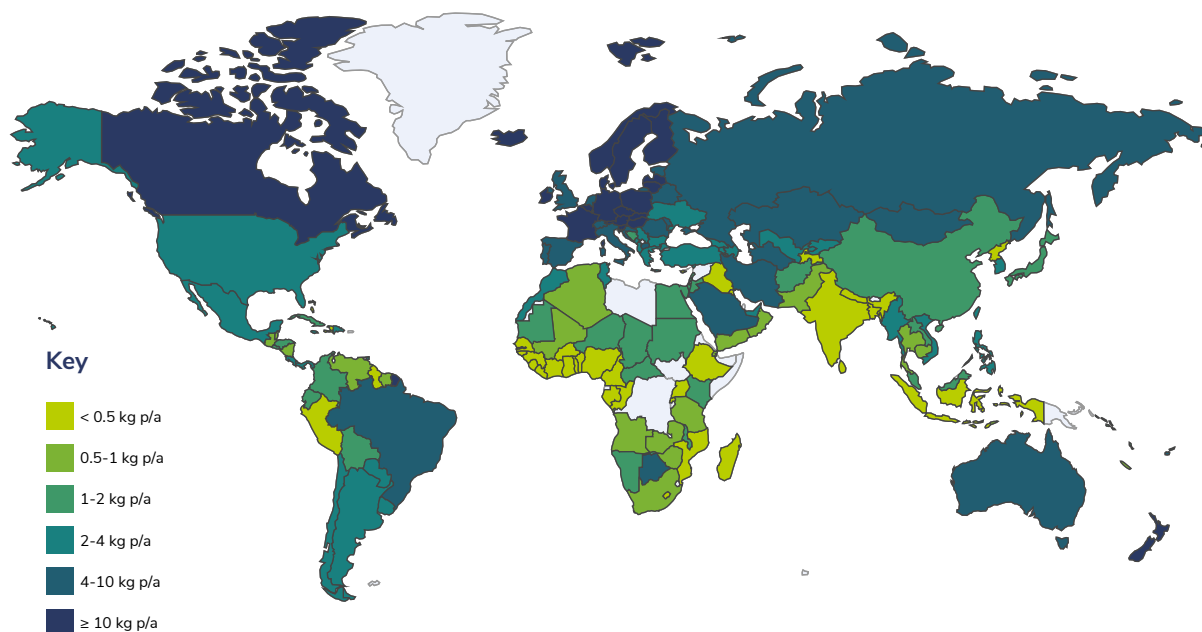 Key
< 0.5 kg p/a
0.5-1 kg p/a
1-2 kg p/a
2-4 kg p/a
4-10 kg p/a
≥ 10 kg p/a